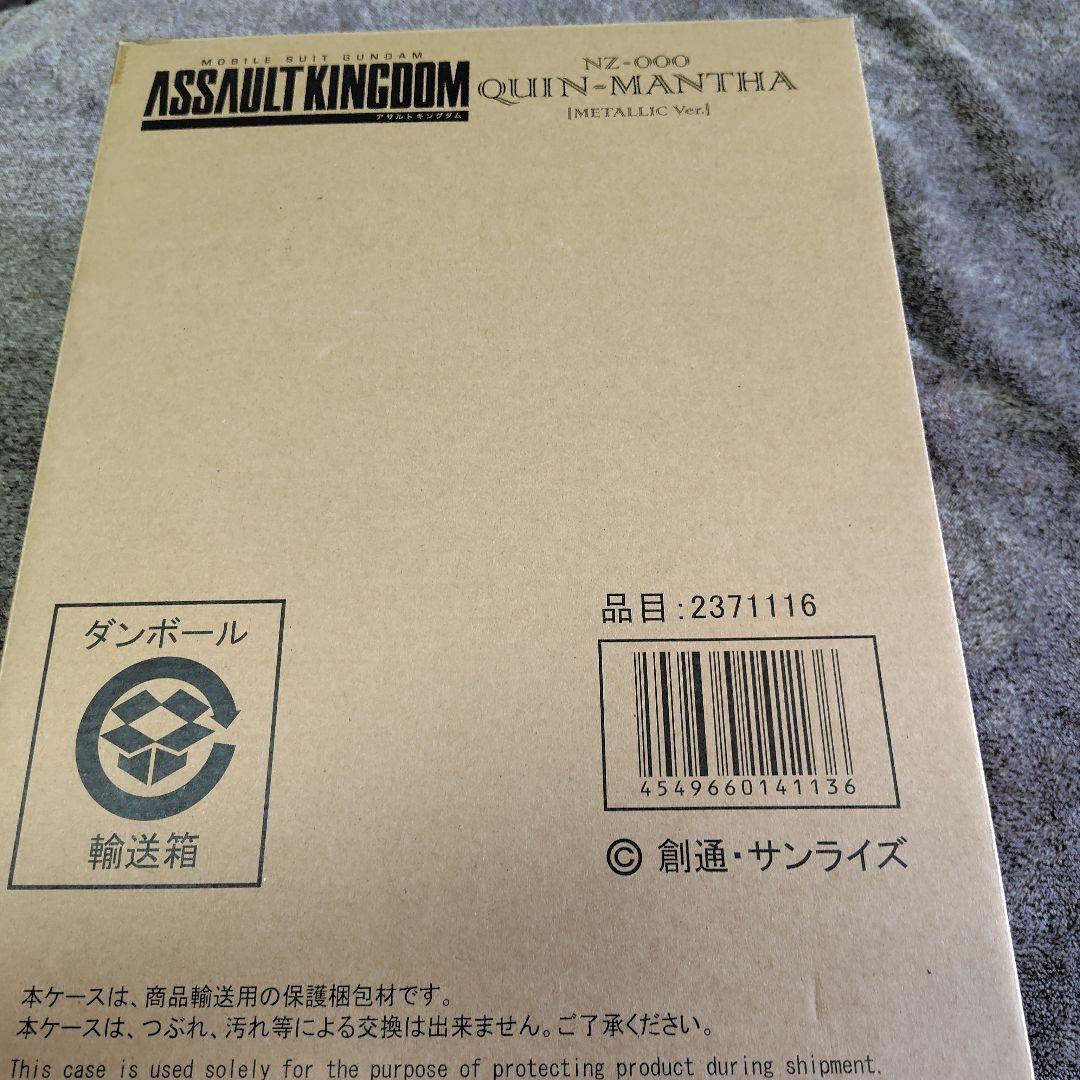 MOBILE SUIT GUNDAM
ASSAULT KINGDOM
アサルトキングダム
NZ-000
QUIN-MANTHA
[METALLIC Ver.]
品目:2371116
4549660141136
© 創通・サンライズ
ダンボール
輸送箱
本ケースは、商品輸送用の保護梱包材です。
本ケースは、つぶれ、汚れ等による交換は出来ません。ご了承ください。
This case is used solely for the purpose of protecting product during shipment.